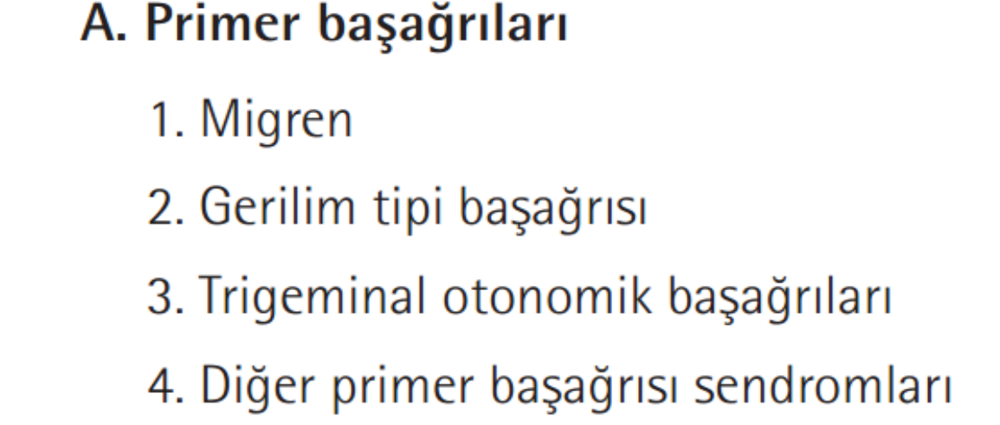 A. Primer başağrıları
1. Migren
2. Gerilim tipi başağrısı
3. Trigeminal otonomik başağrıları
4. Diğer primer başağrısı sendromları